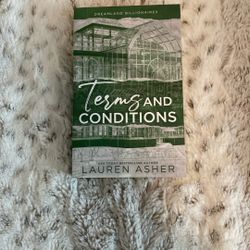 DREAMLAND BILLIONAIRES
Terms AND
CONDITIONS
LAUREN ASHER